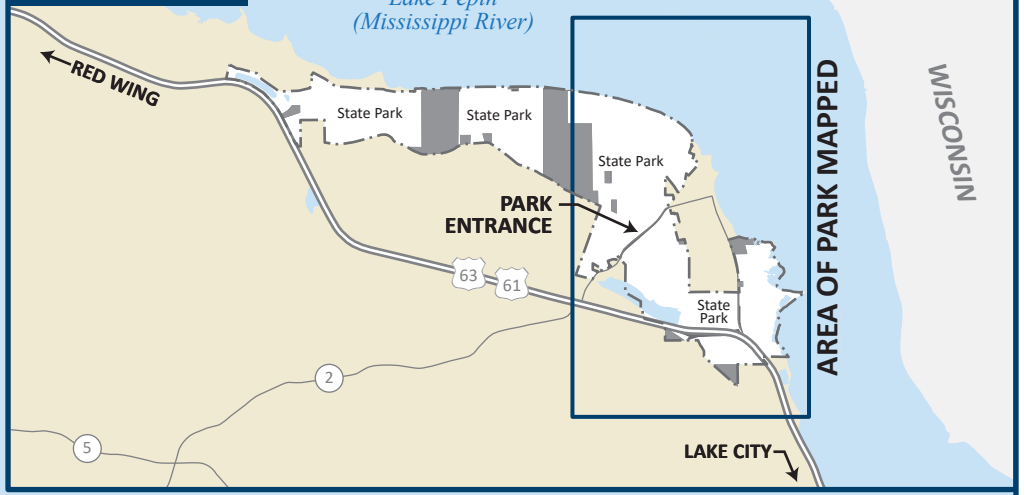 Lake Pepin
(Mississippi River)
RED WING
State Park
State Park
State Park
PARK
ENTRANCE
63
61
State
Park
2
5
LAKE CITY
AREA OF PARK MAPPED
WISCONSIN